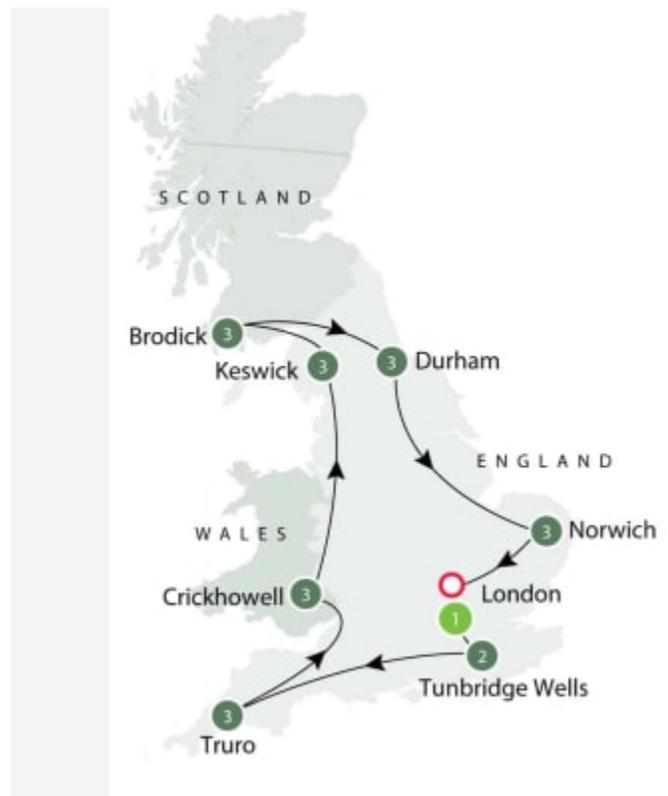 SCOTLAND
Brodick 3
Keswick 3
3 Durham
ENGLAND
3 Norwich
WALES
Crickhowell 3
London
1
2
Tunbridge Wells
3
Truro